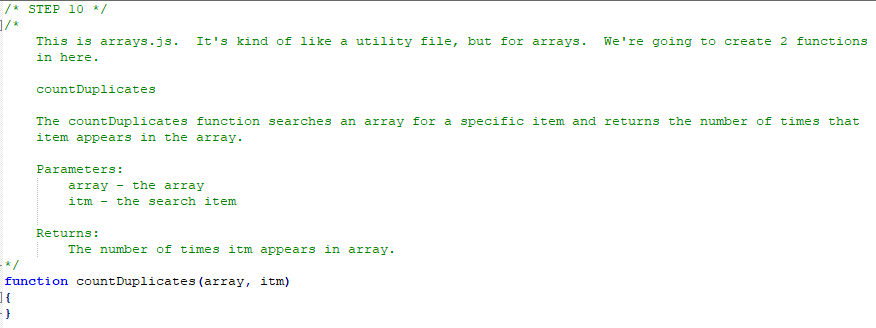 /* STEP 10 */
/*
This is arrays.js.  It's kind of like a utility file, but for arrays.  We're going to create 2 functions
in here.
countDuplicates
The countDuplicates function searches an array for a specific item and returns the number of times that
item appears in the array.
Parameters:
array - the array
itm - the search item
Returns:
The number of times itm appears in array.
*/
function countDuplicates(array, itm)
{
}